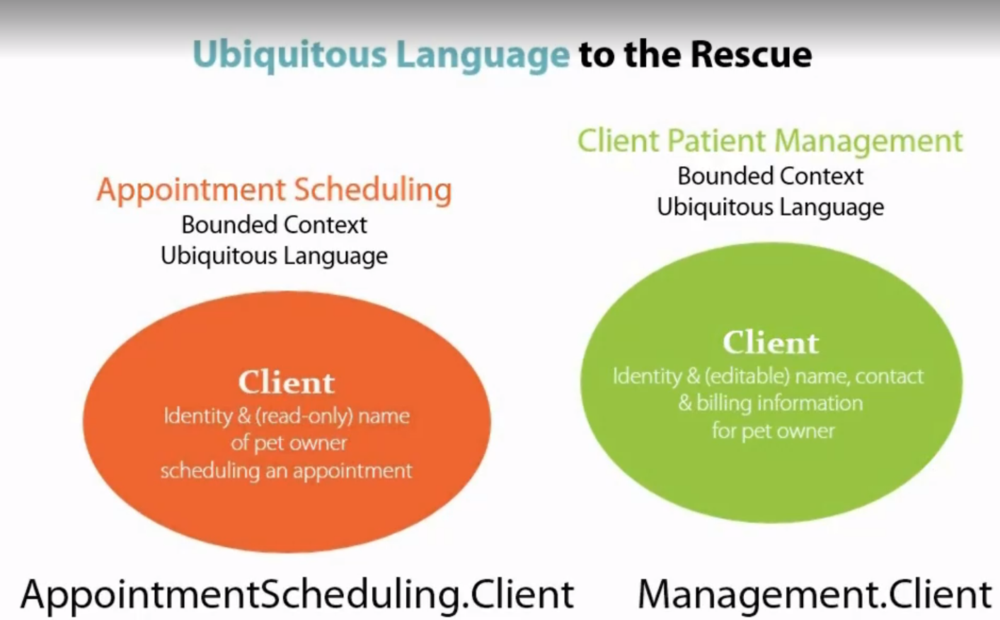 Ubiquitous Language to the Rescue
Appointment Scheduling
Bounded Context
Ubiquitous Language
Client
Identity & (read-only) name
of pet owner
scheduling an appointment
AppointmentScheduling.Client
Client Patient Management
Bounded Context
Ubiquitous Language
Client
Identity & (editable) name, contact
& billing information
for pet owner
Management.Client